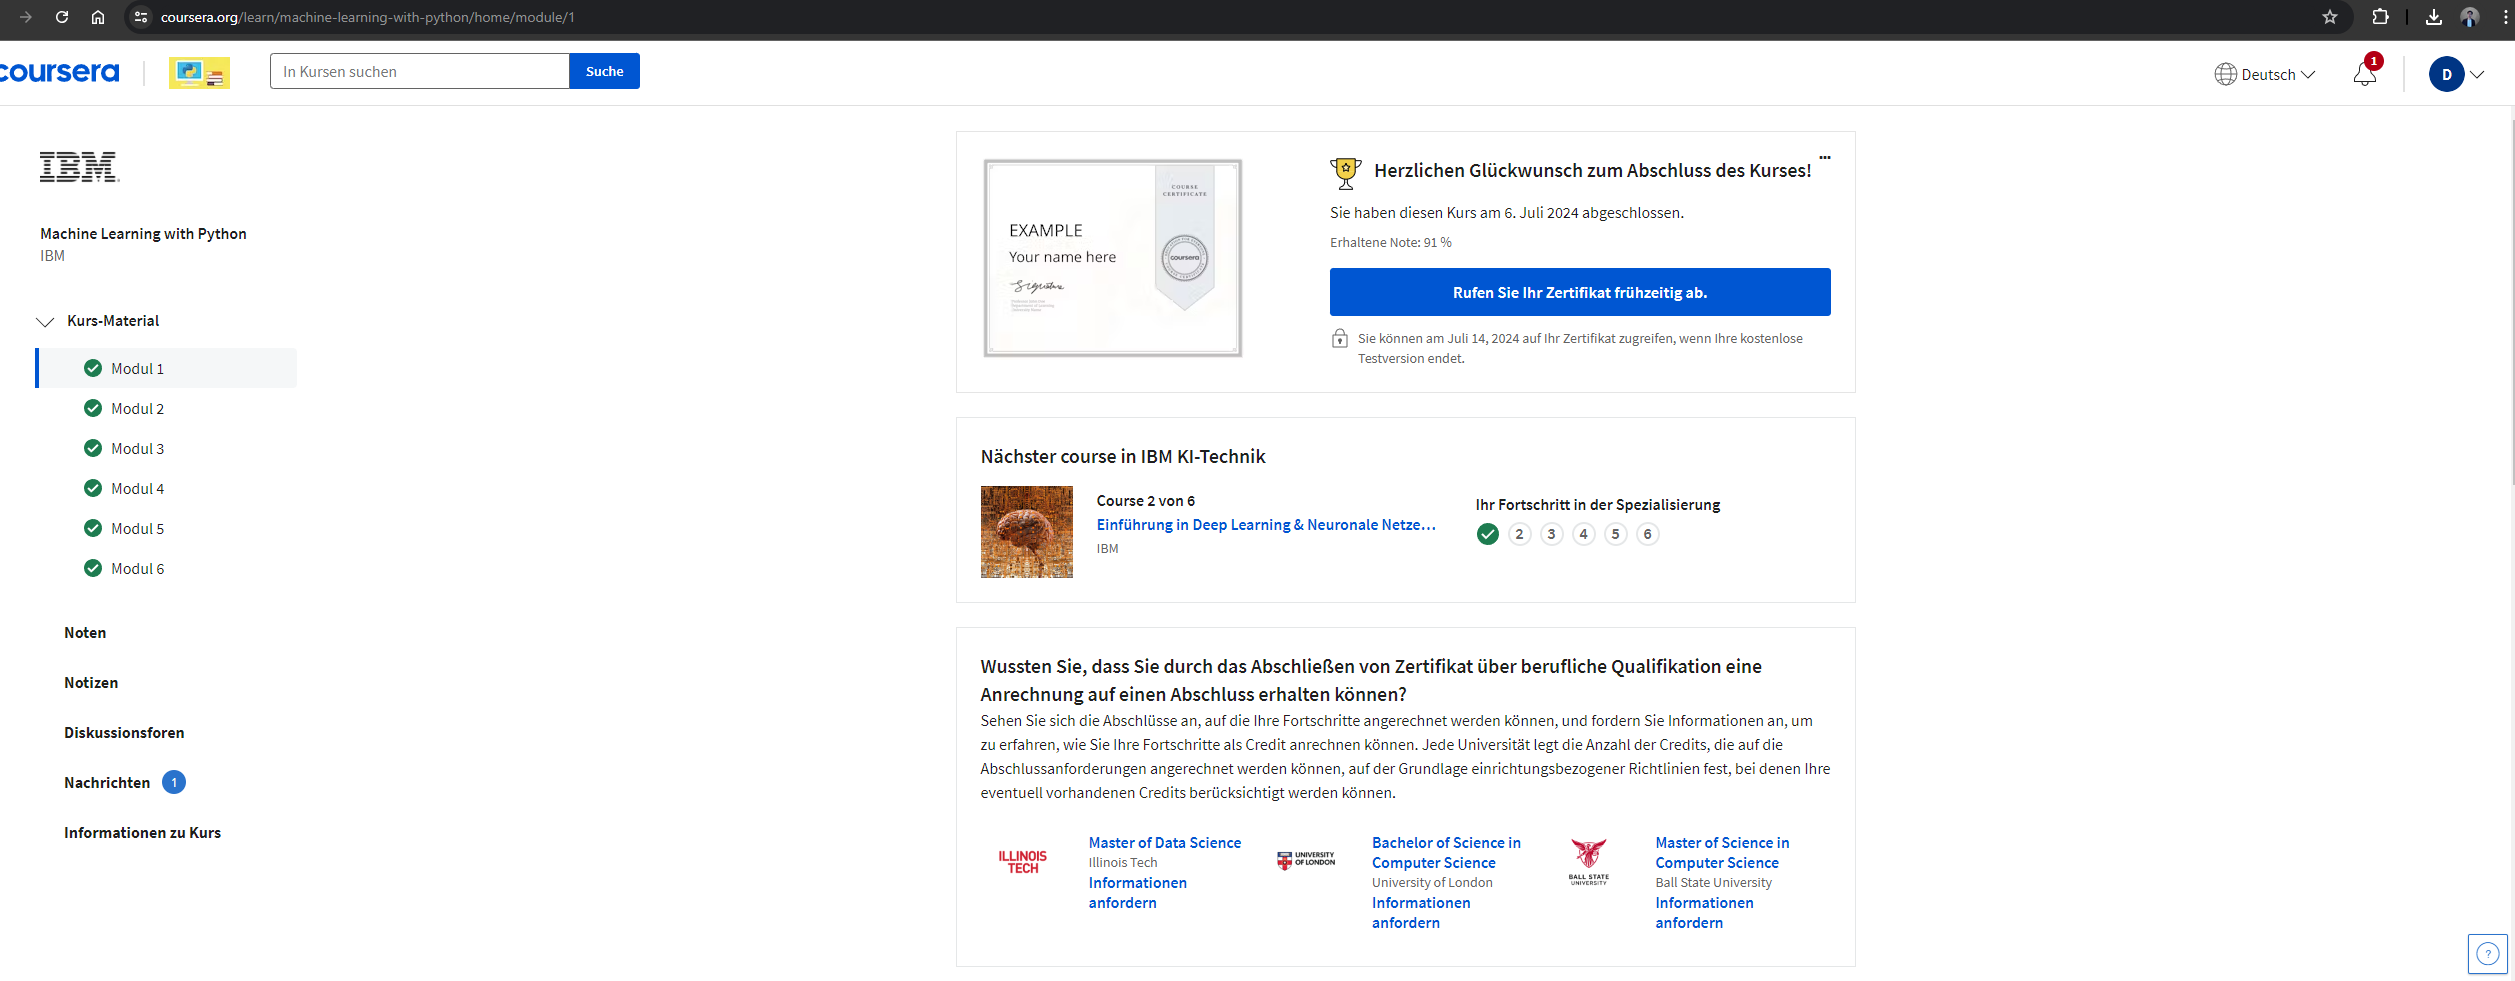 coursera.org/learn/machine-learning-with-python/home/module/1
coursera
In Kursen suchen
Suche
Deutsch
1
D
IBM
Machine Learning with Python
IBM
Kurs-Material
Modul 1
Modul 2
Modul 3
Modul 4
Modul 5
Modul 6
Noten
Notizen
Diskussionsforen
Nachrichten 1
Informationen zu Kurs
COURSE
CERTIFICATE
EXAMPLE
Your name here
coursera
Signature
Herzlichen Glückwunsch zum Abschluss des Kurses!
Sie haben diesen Kurs am 6. Juli 2024 abgeschlossen.
Erhaltene Note: 91 %
Rufen Sie Ihr Zertifikat frühzeitig ab.
Sie können am Juli 14, 2024 auf Ihr Zertifikat zugreifen, wenn Ihre kostenlose
Testversion endet.
Nächster course in IBM KI-Technik
Course 2 von 6
Einführung in Deep Learning & Neuronale Netze…
IBM
Ihr Fortschritt in der Spezialisierung
2 3 4 5 6
Wussten Sie, dass Sie durch das Abschließen von Zertifikat über berufliche Qualifikation eine
Anrechnung auf einen Abschluss erhalten können?
Sehen Sie sich die Abschlüsse an, auf die Ihre Fortschritte angerechnet werden können, und fordern Sie Informationen an, um
zu erfahren, wie Sie Ihre Fortschritte als Credit anrechnen können. Jede Universität legt die Anzahl der Credits, die auf die
Abschlussanforderungen angerechnet werden können, auf der Grundlage einrichtungsbezogener Richtlinien fest, bei denen Ihre
eventuell vorhandenen Credits berücksichtigt werden können.
ILLINOIS
TECH
Master of Data Science
Illinois Tech
Informationen
anfordern
UNIVERSITY
OF LONDON
Bachelor of Science in
Computer Science
University of London
Informationen
anfordern
BALL STATE
UNIVERSITY
Master of Science in
Computer Science
Ball State University
Informationen
anfordern
?